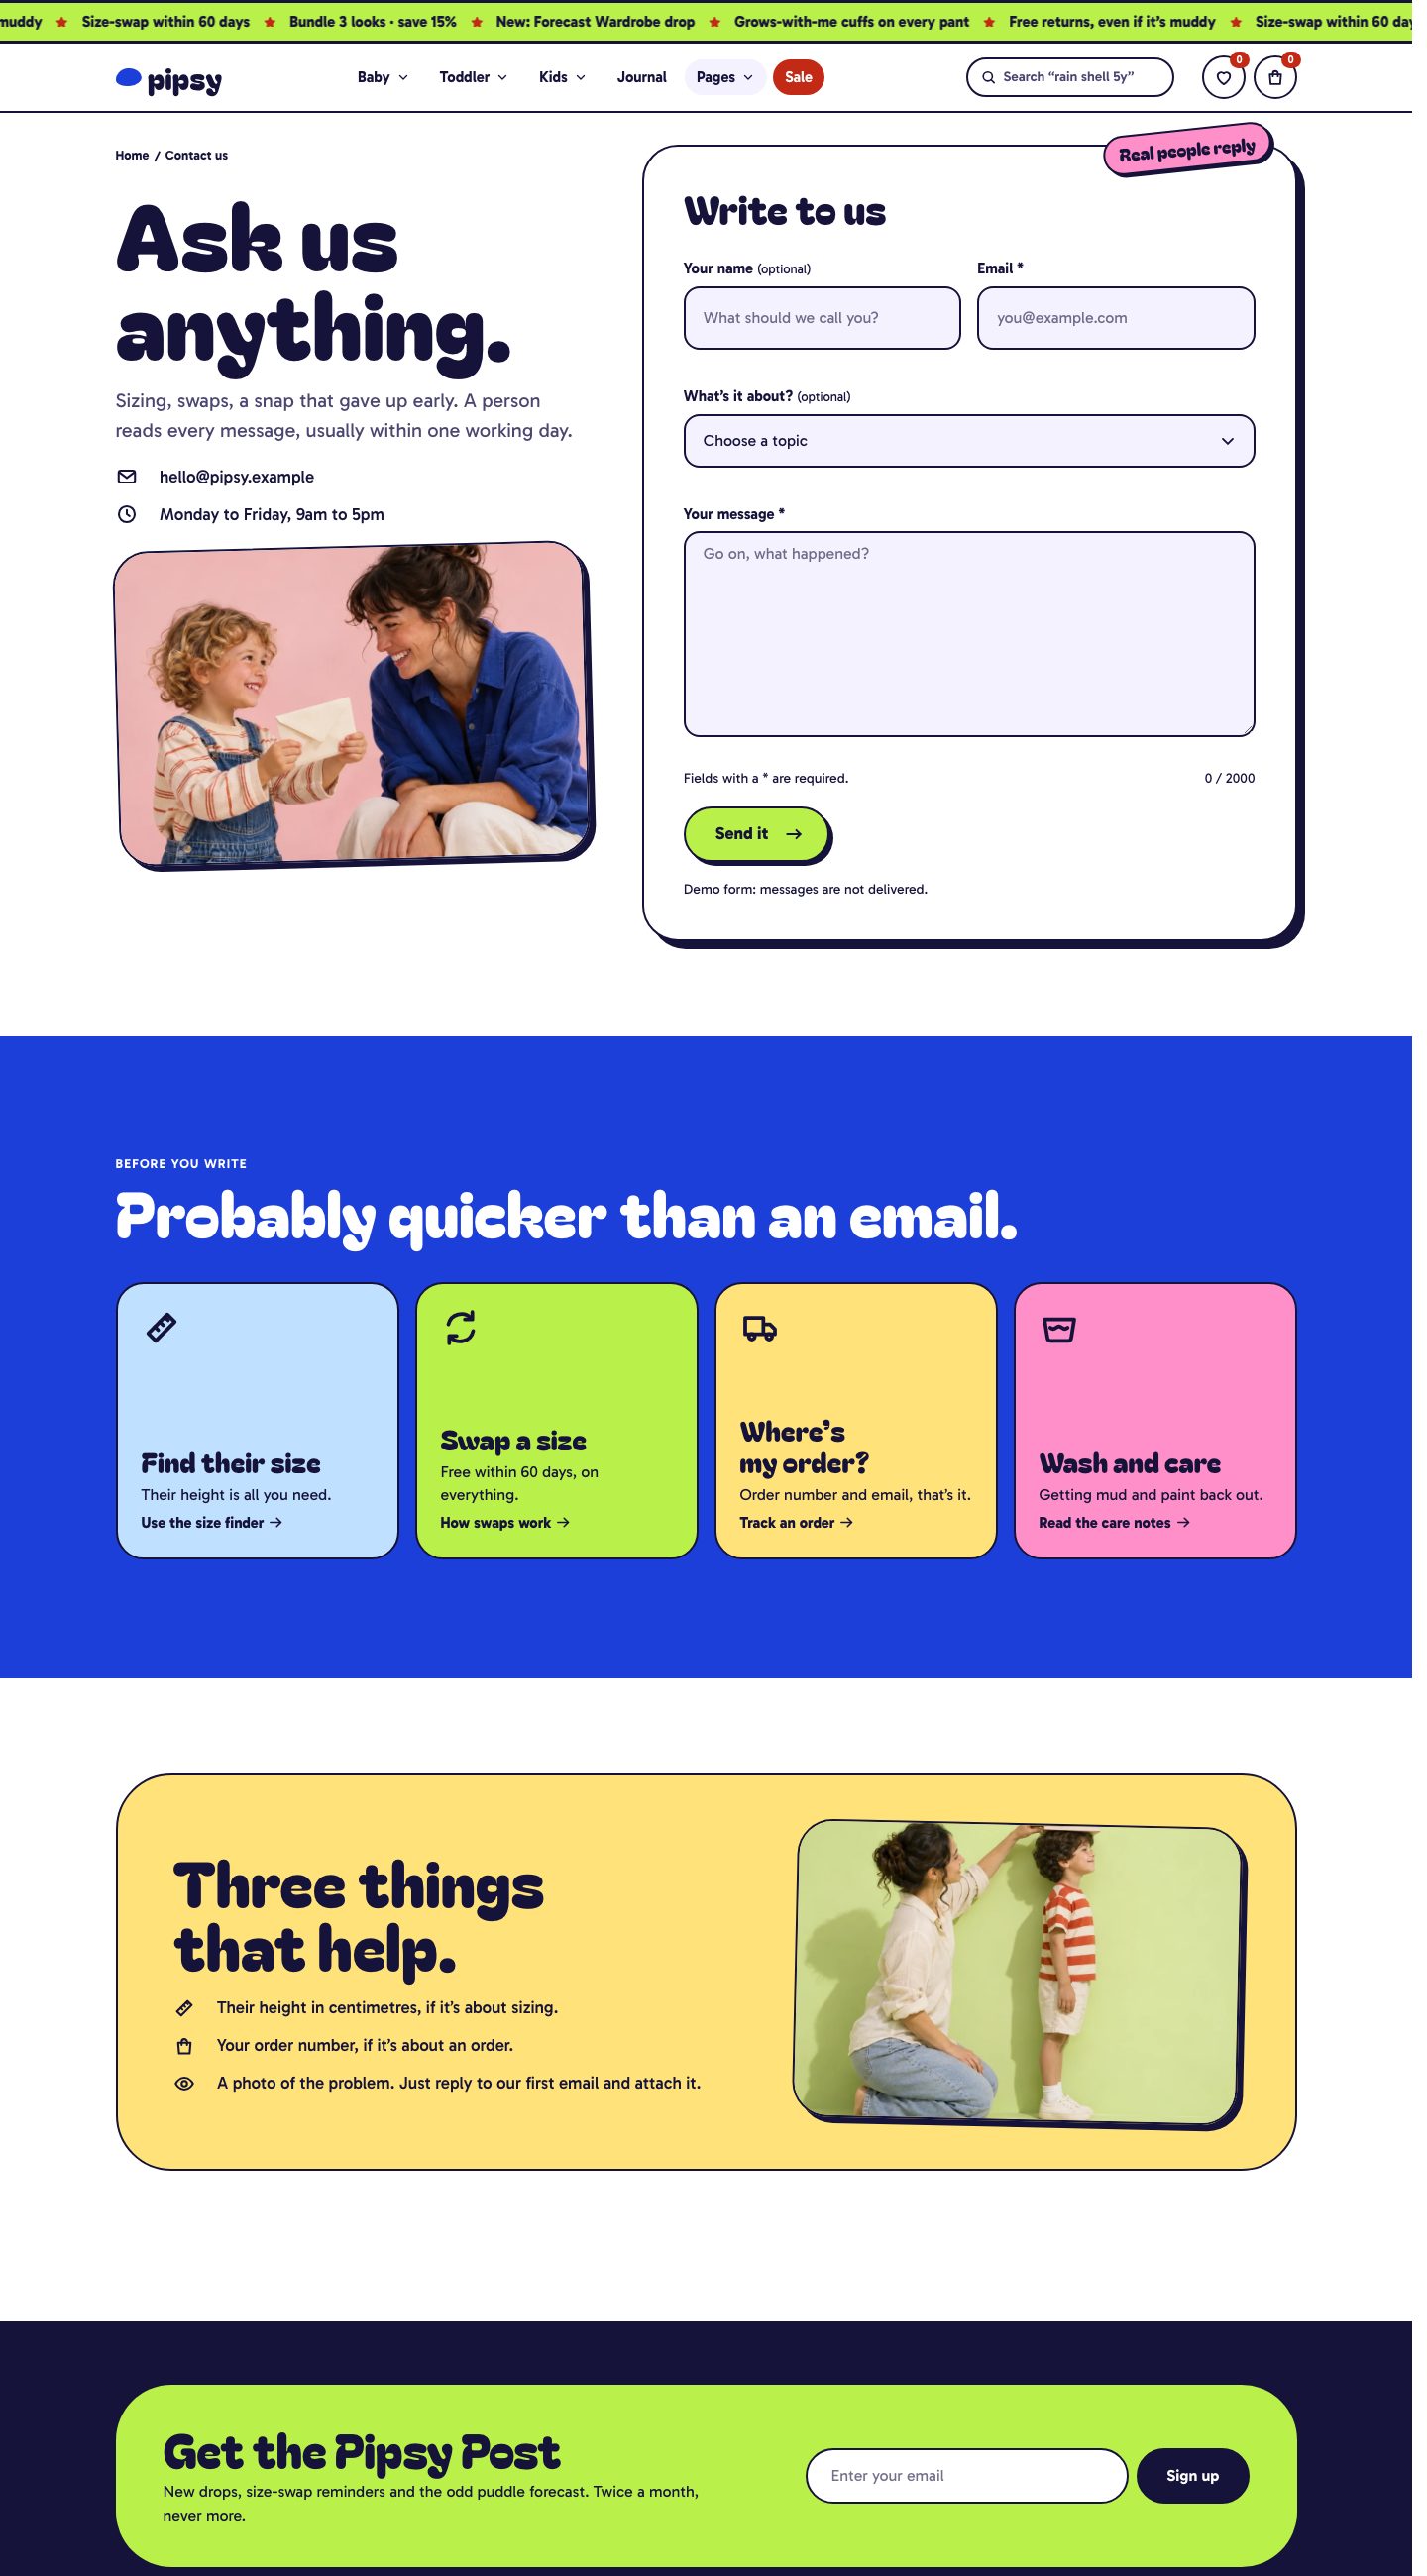 muddy ★ Size-swap within 60 days ★ Bundle 3 looks · save 15% ★ New: Forecast Wardrobe drop ★ Grows-with-me cuffs on every pant ★ Free returns, even if it’s muddy ★ Size-swap within 60 day
pipsy
Baby Toddler Kids Journal Pages Sale
Search “rain shell 5y”
0 0
Home / Contact us
Ask us
anything.
Sizing, swaps, a snap that gave up early. A person
reads every message, usually within one working day.
hello@pipsy.example
Monday to Friday, 9am to 5pm
Real people reply
Write to us
Your name (optional)
What should we call you?
Email *
you@example.com
What’s it about? (optional)
Choose a topic
Your message *
Go on, what happened?
Fields with a * are required.
0 / 2000
Send it →
Demo form: messages are not delivered.
BEFORE YOU WRITE
Probably quicker than an email.
Find their size
Their height is all you need.
Use the size finder →
Swap a size
Free within 60 days, on
everything.
How swaps work →
Where’s
my order?
Order number and email, that’s it.
Track an order →
Wash and care
Getting mud and paint back out.
Read the care notes →
Three things
that help.
Their height in centimetres, if it’s about sizing.
Your order number, if it’s about an order.
A photo of the problem. Just reply to our first email and attach it.
Get the Pipsy Post
New drops, size-swap reminders and the odd puddle forecast. Twice a month,
never more.
Enter your email
Sign up